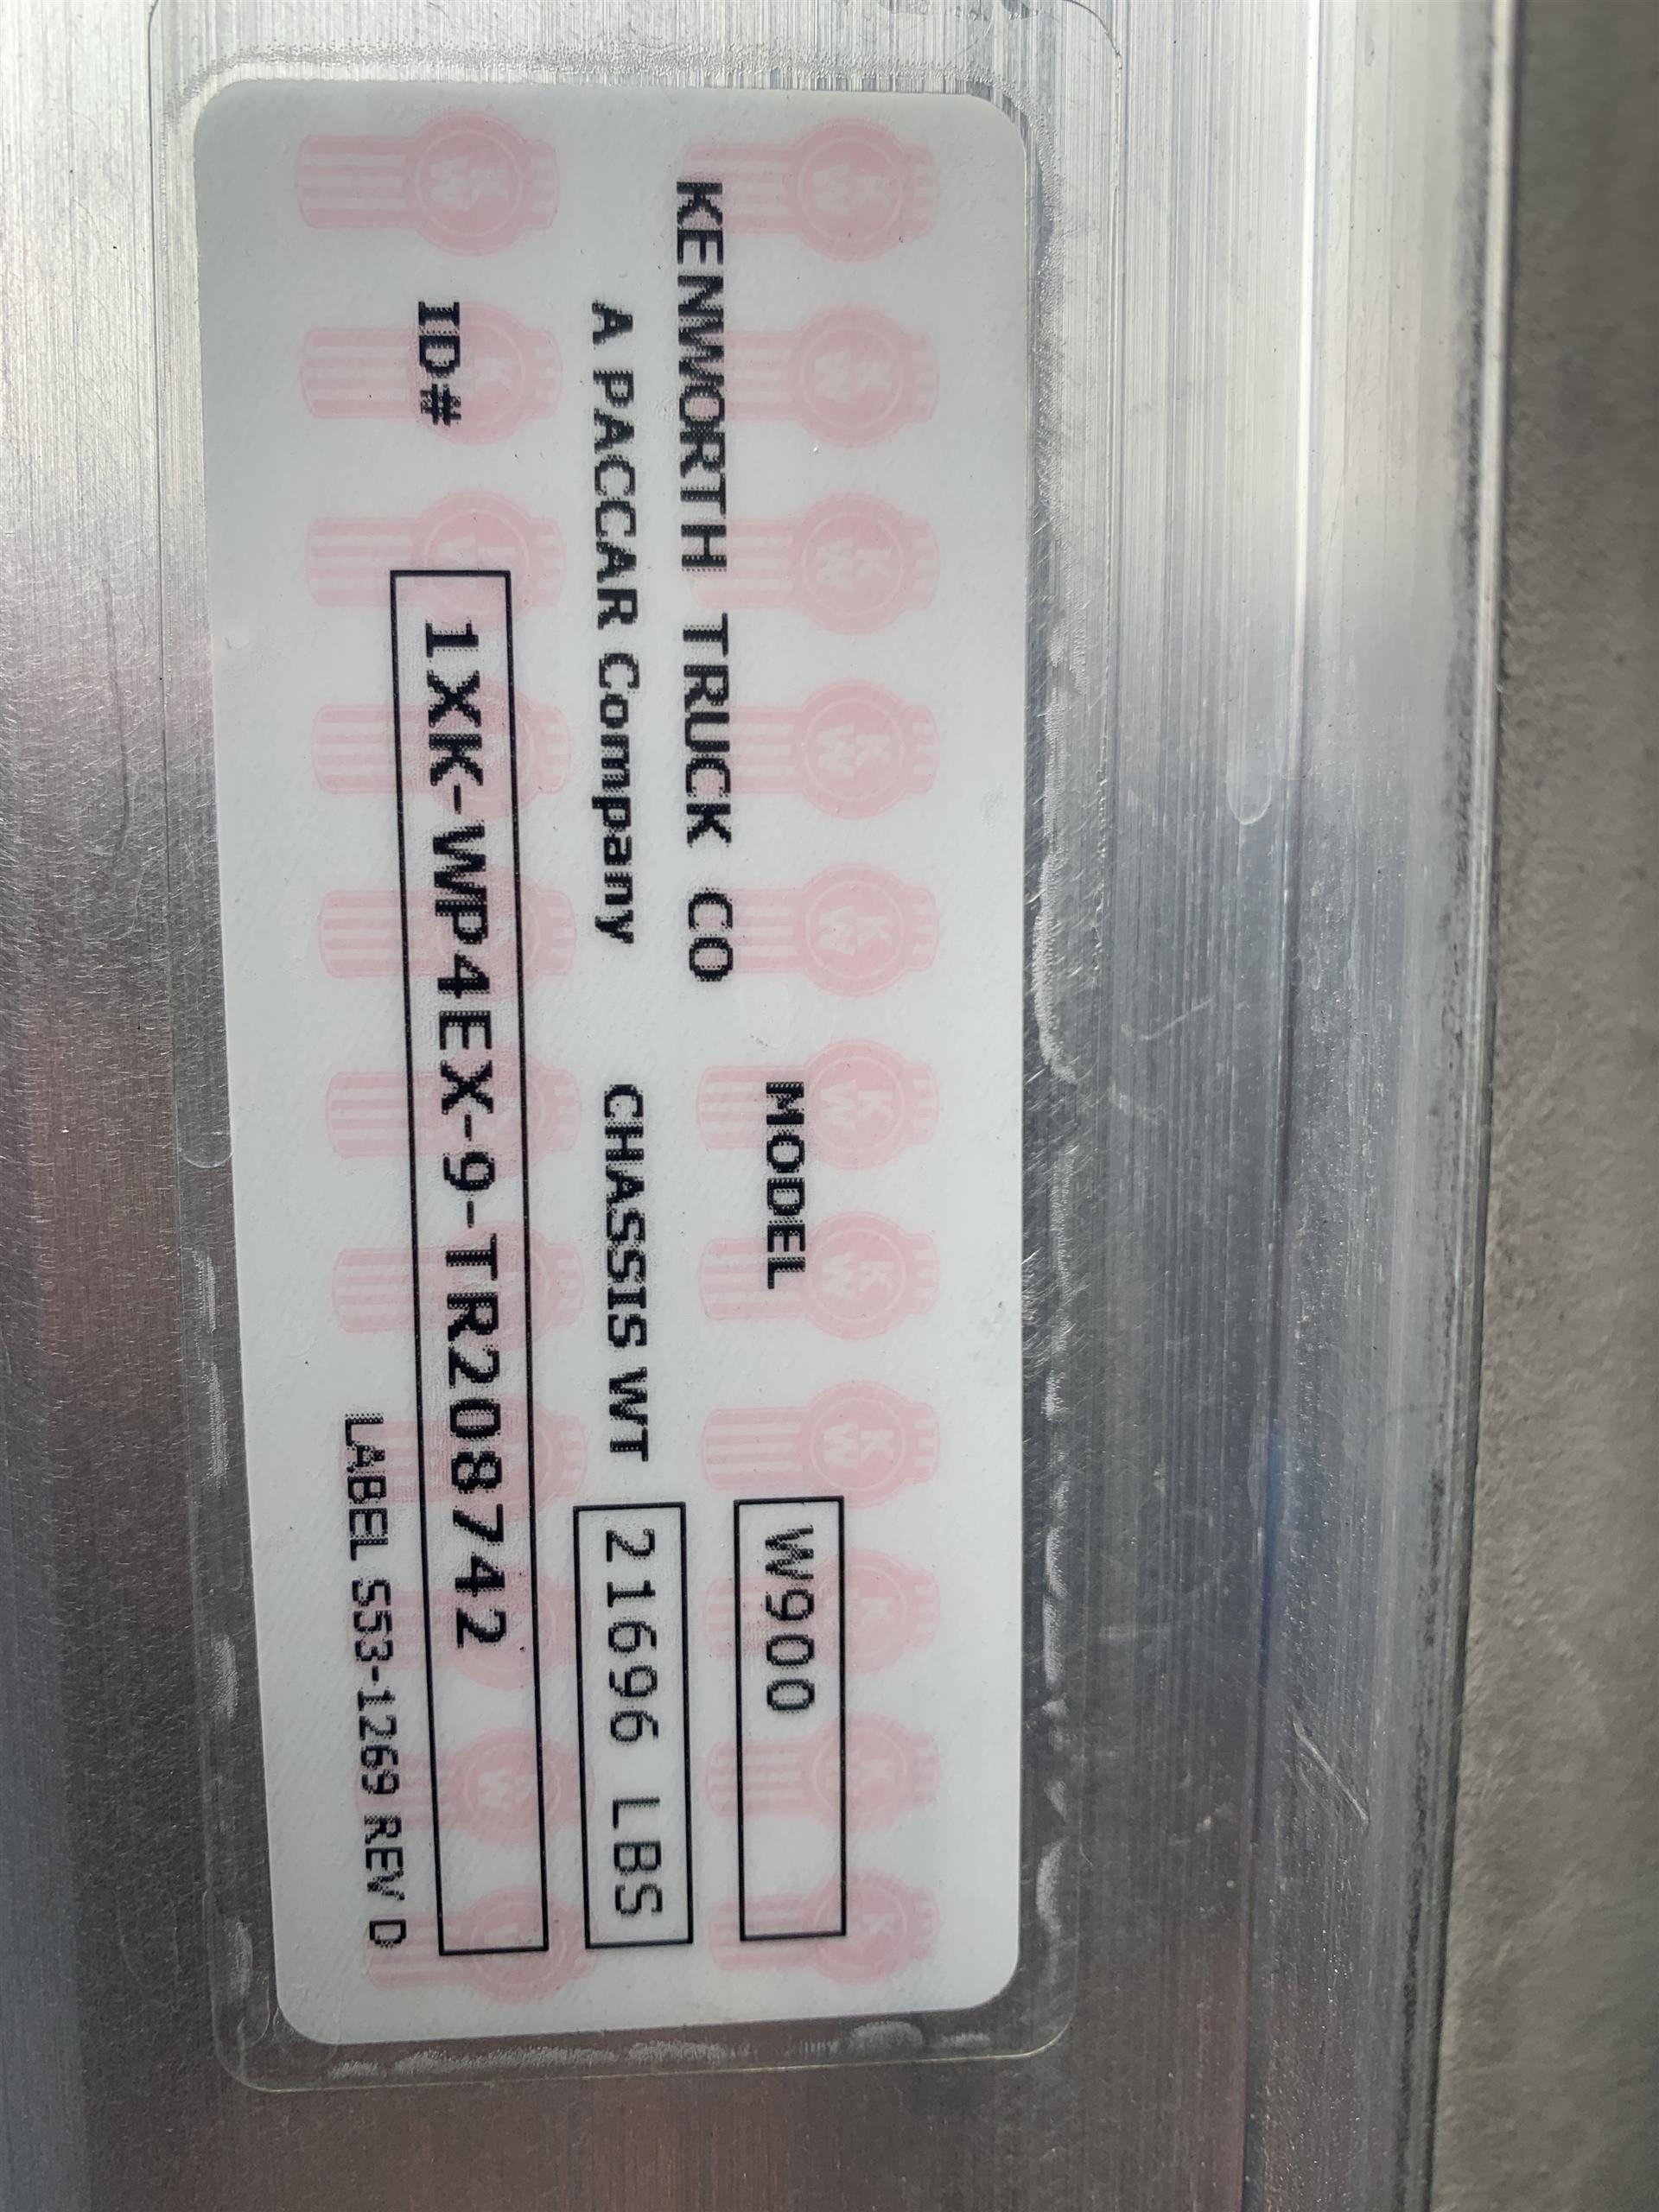 MODEL W900
KENWORTH TRUCK CO
A PACCAR Company CHASSIS WT 21696 LBS
ID# 1XK-WP4EX-9-TR208742
LABEL S53-1269 REV D